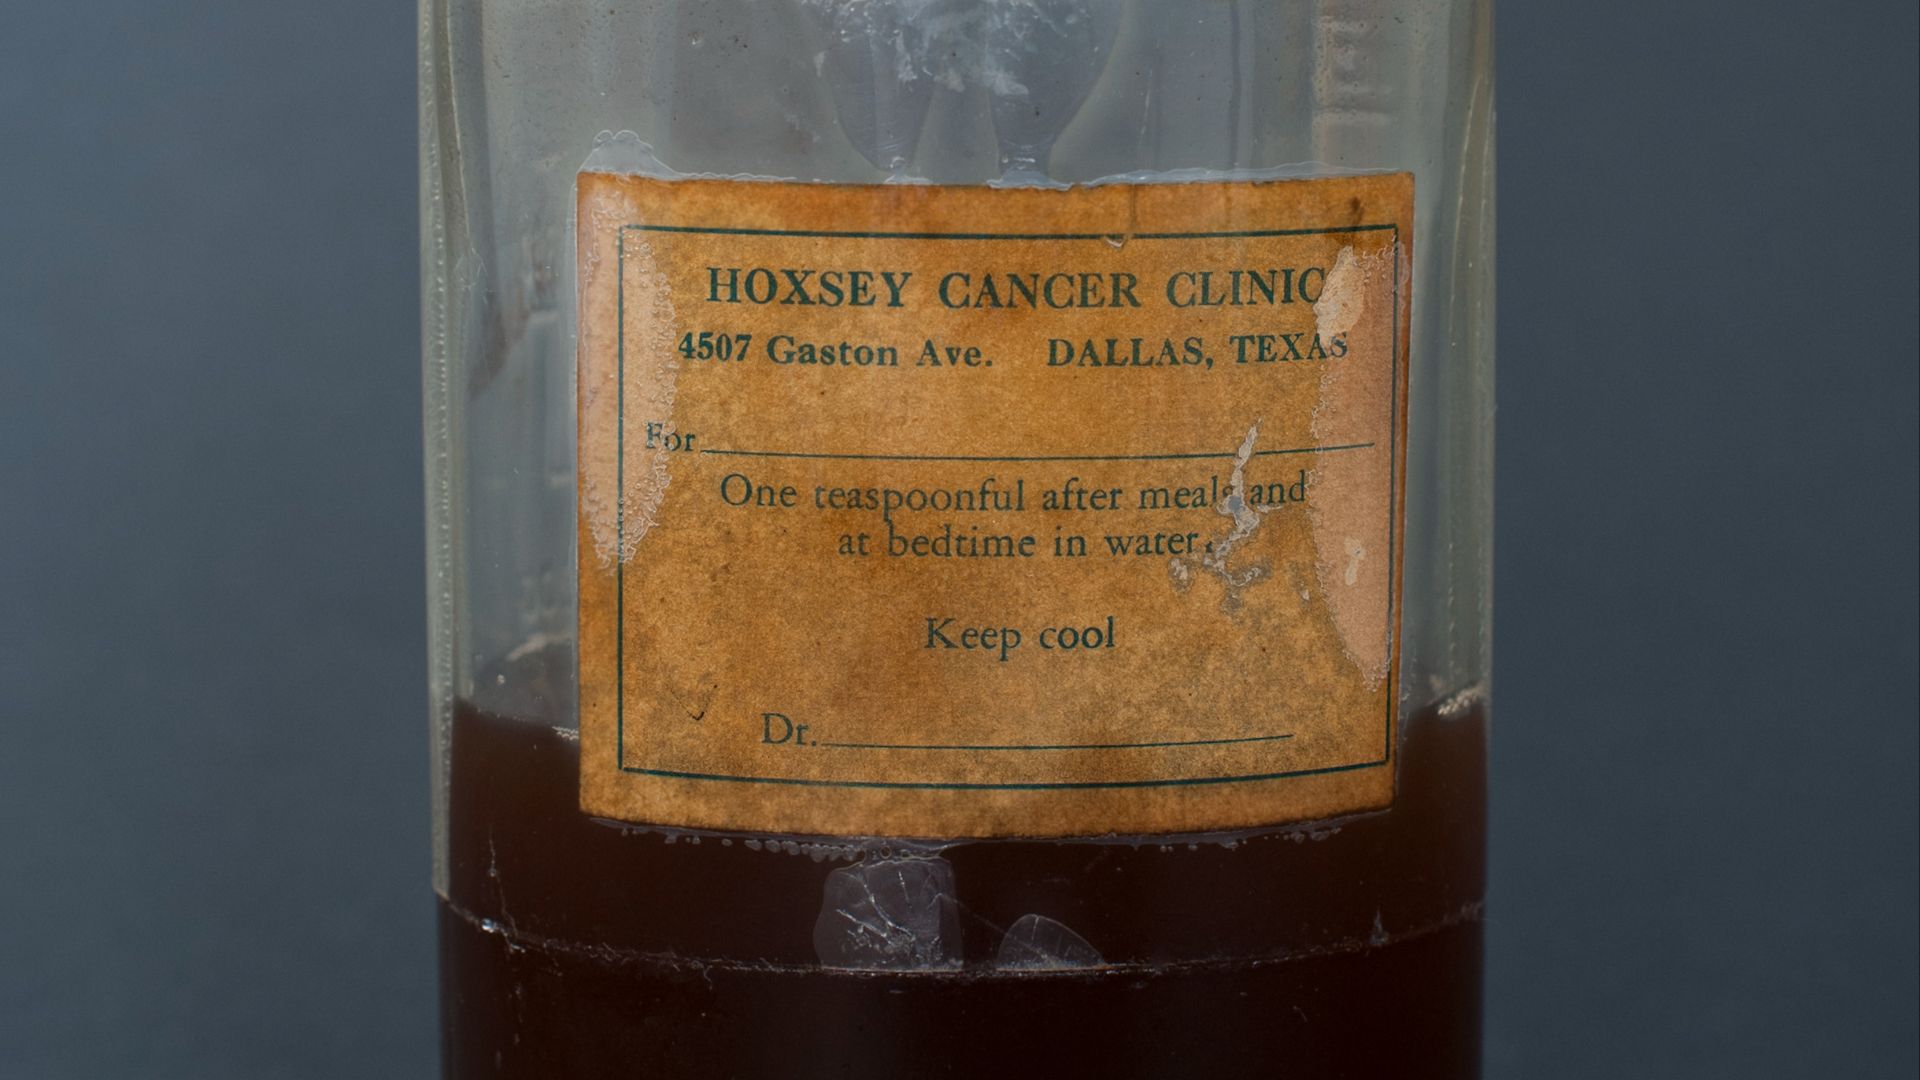 HOXSEY CANCER CLINIC
4507 Gaston Ave. DALLAS, TEXAS
For
One teaspoonful after meals and
at bedtime in water.
Keep cool
Dr.